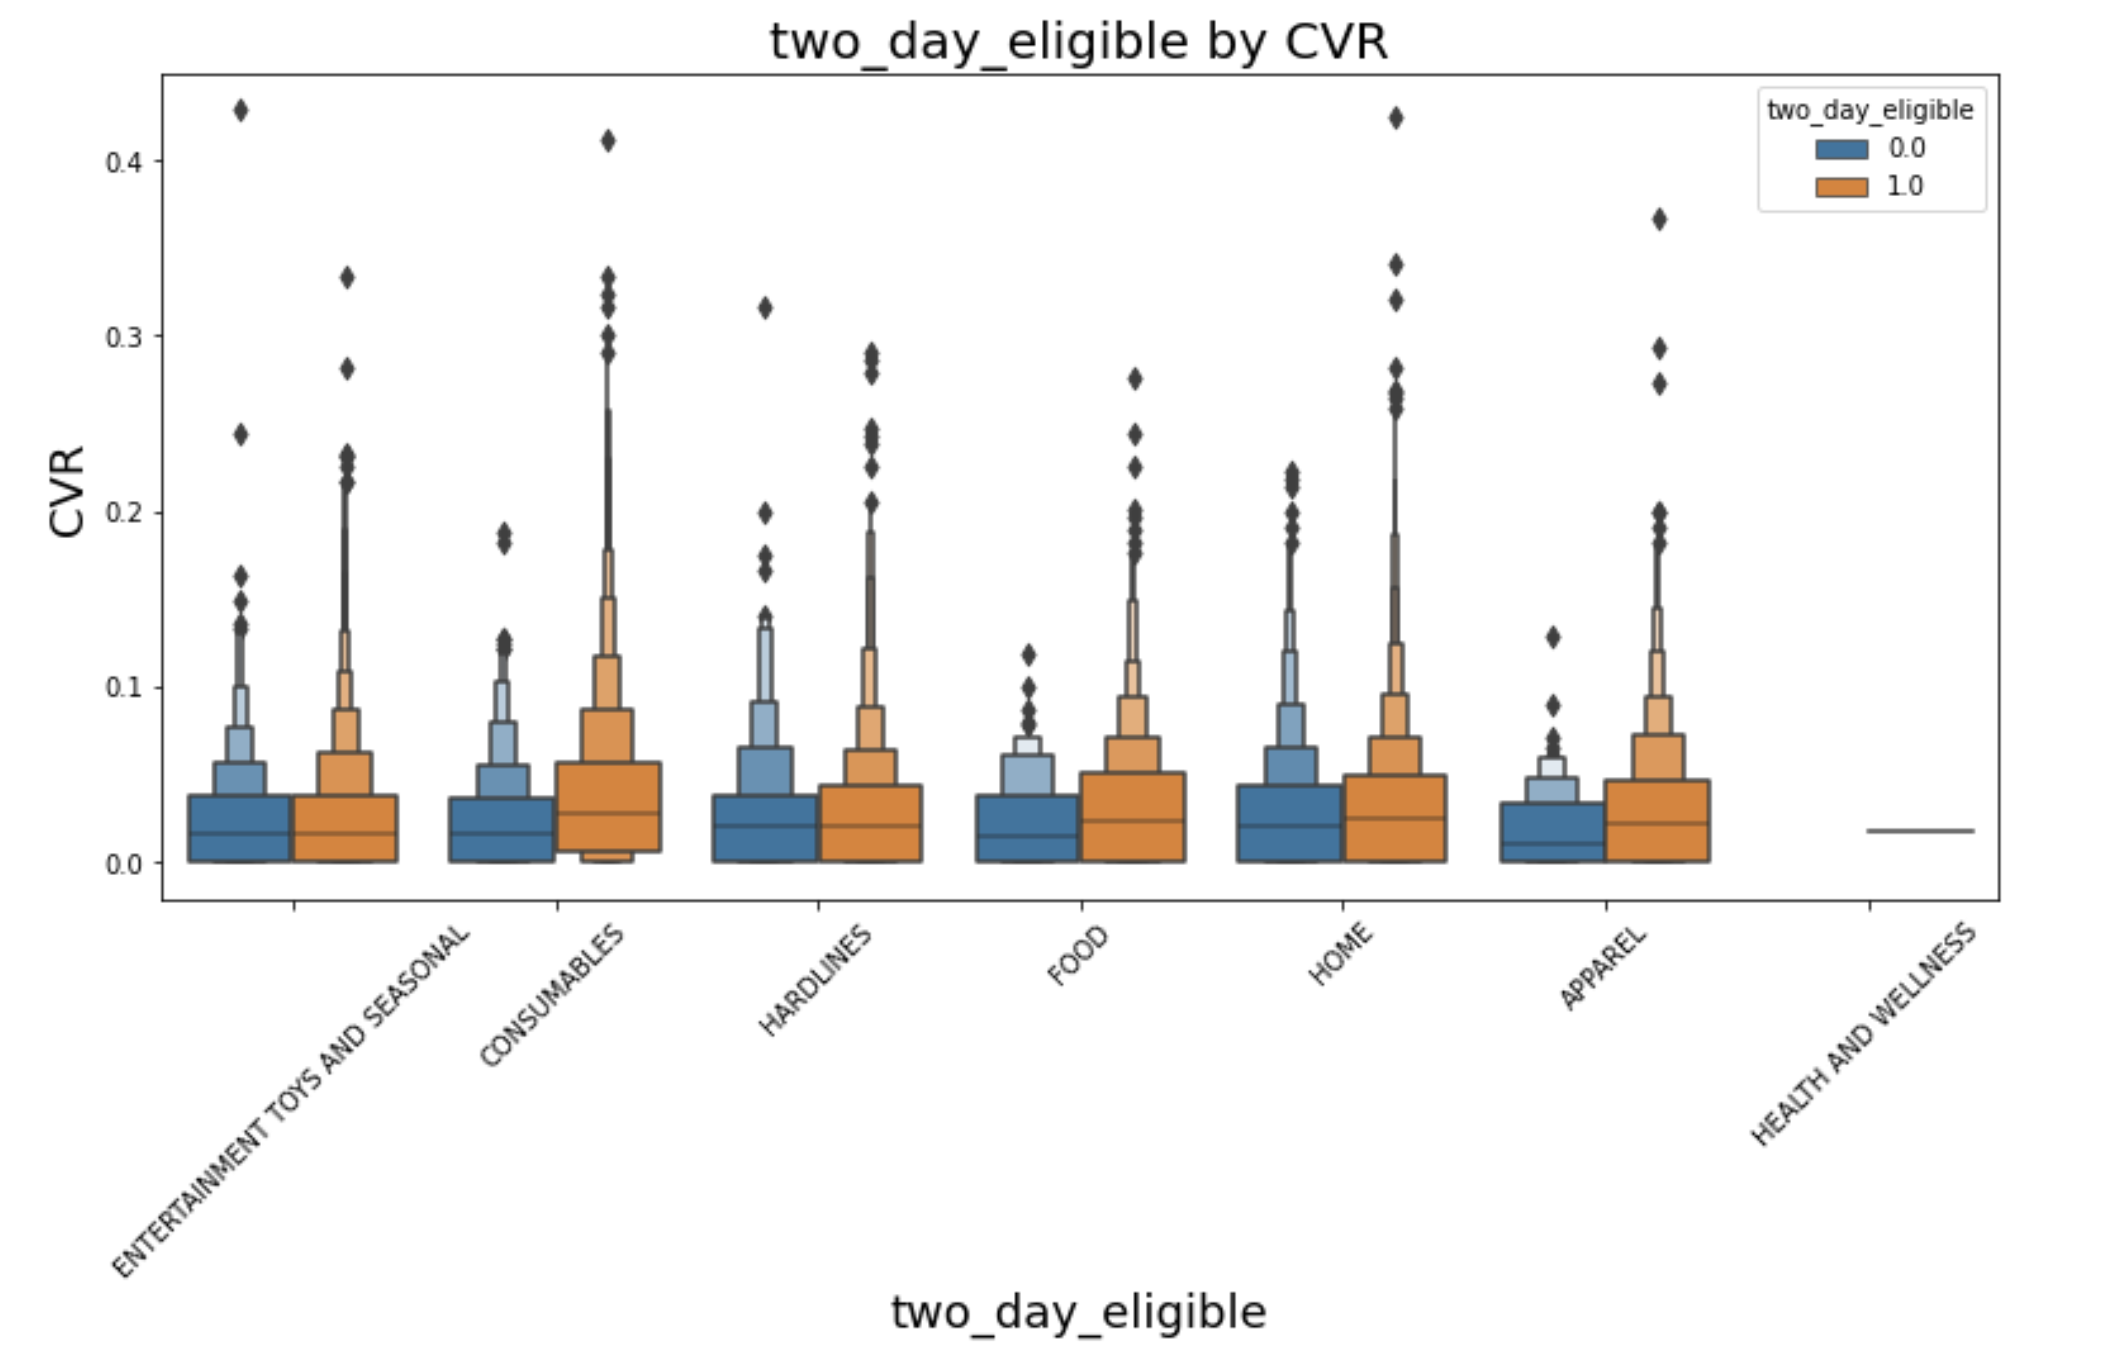 two_day_eligible by CVR
two_day_eligible
0.0
1.0
CVR
0.4
0.3
0.2
0.1
0.0
ENTERTAINMENT TOYS AND SEASONAL
CONSUMABLES
HARDLINES
FOOD
HOME
APPAREL
HEALTH AND WELLNESS
two_day_eligible